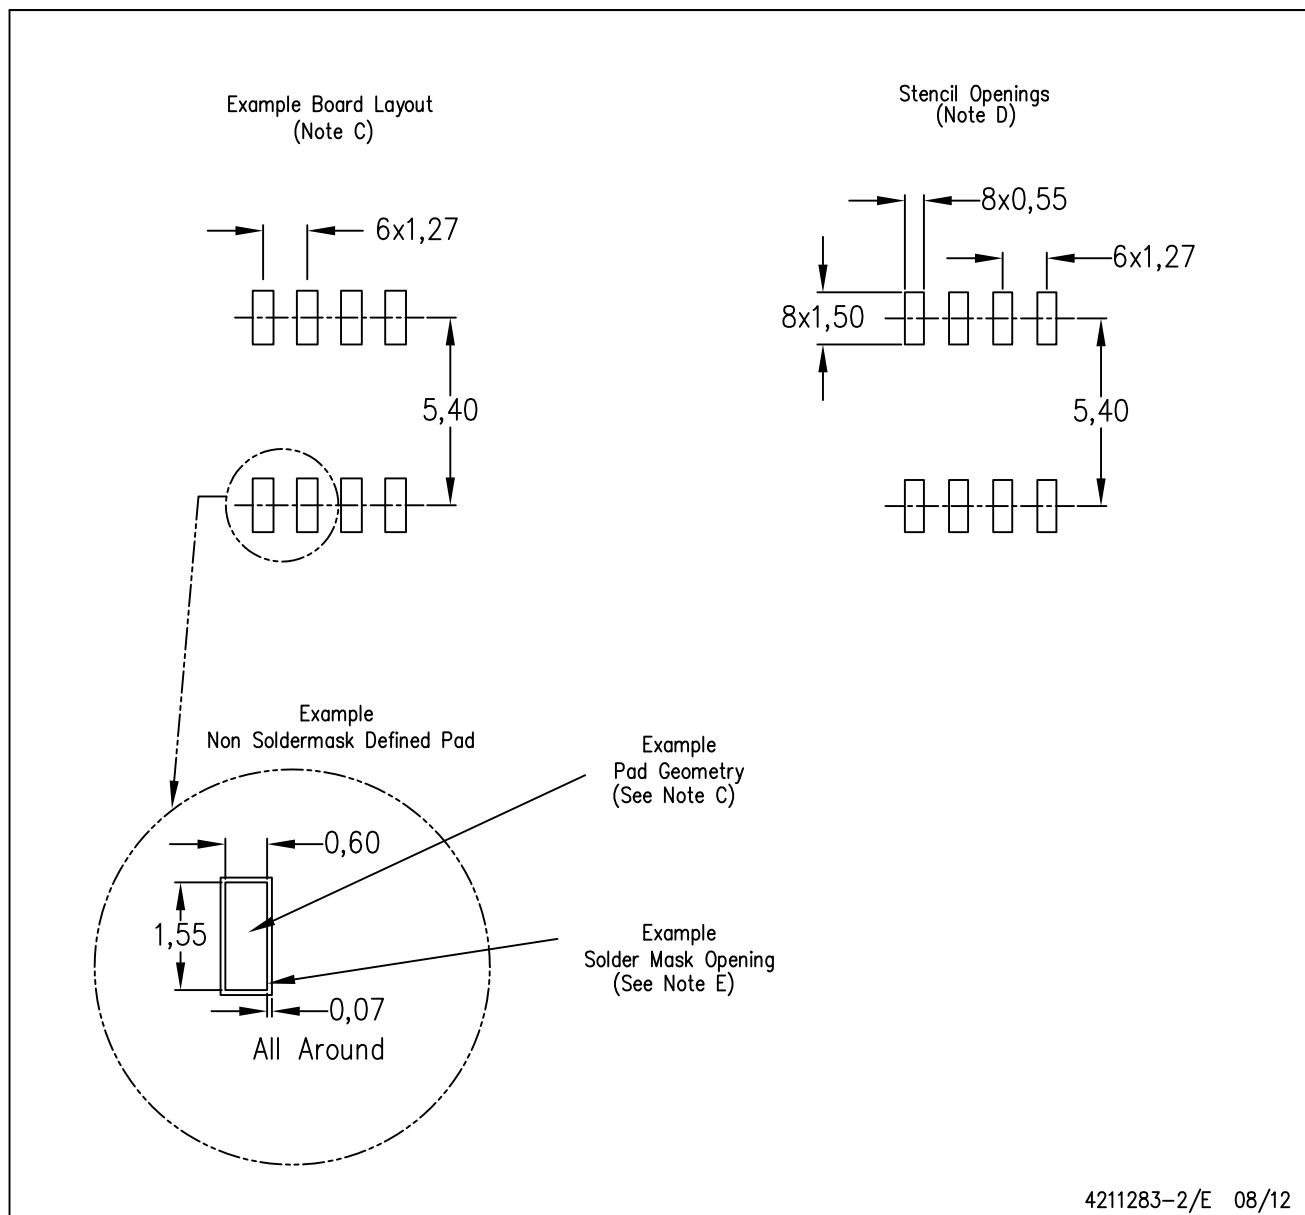 Example Board Layout
(Note C)
6x1,27
5,40
Stencil Openings
(Note D)
8x0,55
6x1,27
8x1,50
5,40
Example
Non Soldermask Defined Pad
Example
Pad Geometry
(See Note C)
0,60
1,55
Example
Solder Mask Opening
(See Note E)
0,07
All Around
4211283-2/E 08/12